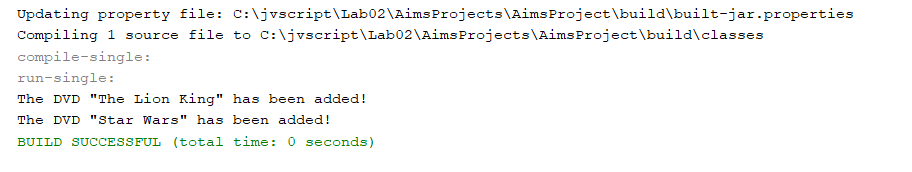 Updating property file: C:\jvscript\Lab02\AimsProjects\AimsProject\build\built-jar.properties
Compiling 1 source file to C:\jvscript\Lab02\AimsProjects\AimsProject\build\classes
compile-single:
run-single:
The DVD "The Lion King" has been added!
The DVD "Star Wars" has been added!
BUILD SUCCESSFUL (total time: 0 seconds)